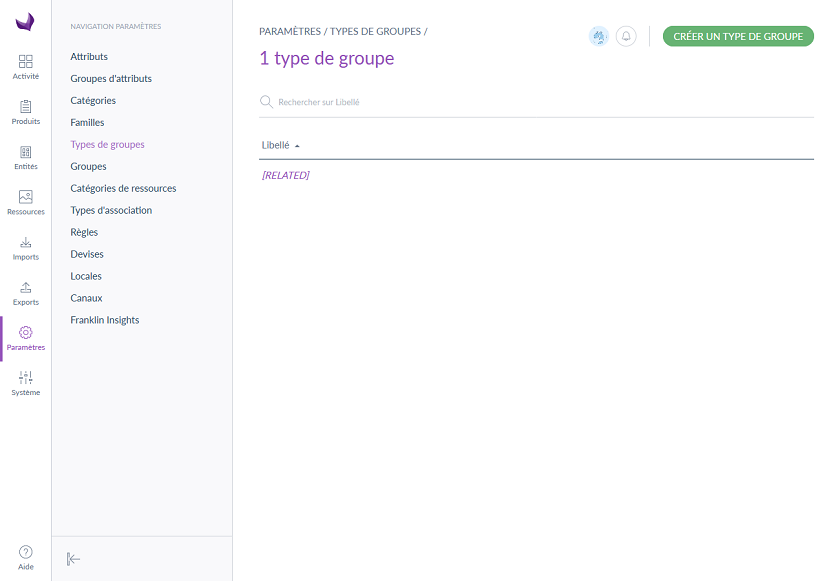 Activité
Produits
Entités
Ressources
Imports
Exports
Paramètres
Système
Aide
NAVIGATION PARAMÈTRES
Attributs
Groupes d'attributs
Catégories
Familles
Types de groupes
Groupes
Catégories de ressources
Types d'association
Règles
Devises
Locales
Canaux
Franklin Insights
PARAMÈTRES / TYPES DE GROUPES /
CRÉER UN TYPE DE GROUPE
1 type de groupe
Rechercher sur Libellé
Libellé
[RELATED]